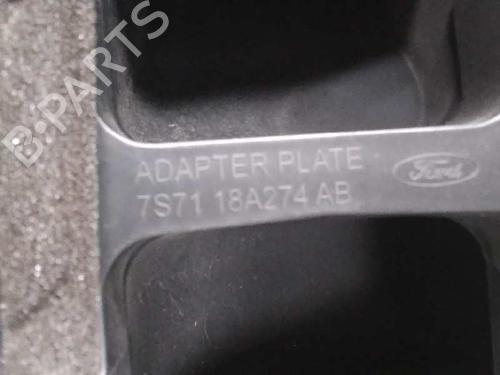 B-PARTS
ADAPTER PLATE
7S71 18A274 AB
Ford